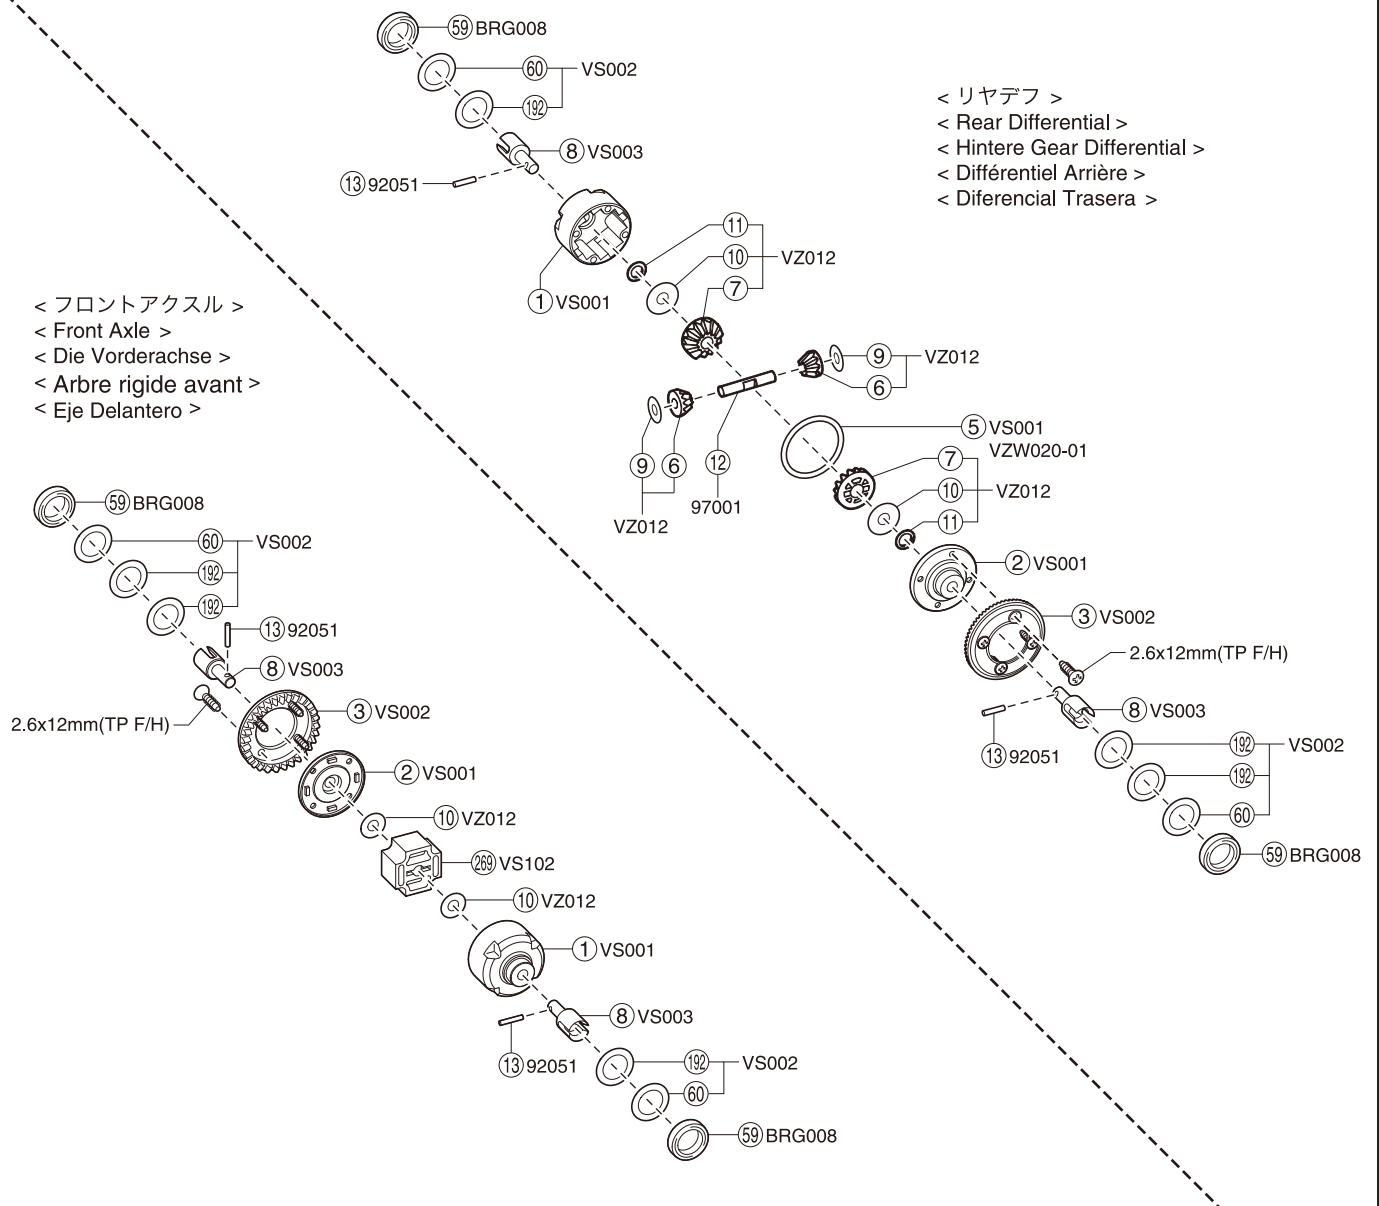 59 BRG008
60 VS002
192
8 VS003
13 92051
1 VS001
11
10 VZ012
7
9 VZ012
6
9 6
VZ012
12
97001
5 VS001
VZW020-01
7
10 VZ012
11
2 VS001
3 VS002
2.6x12mm(TP F/H)
8 VS003
13 92051
192 VS002
192
60
59 BRG008
< リヤデフ >
< Rear Differential >
< Hintere Gear Differential >
< Différentiel Arrière >
< Diferencial Trasera >
< フロントアクスル >
< Front Axle >
< Die Vorderachse >
< Arbre rigide avant >
< Eje Delantero >
59 BRG008
60 VS002
192
192
13 92051
8 VS003
2.6x12mm(TP F/H)
3 VS002
2 VS001
10 VZ012
269 VS102
10 VZ012
1 VS001
8 VS003
13 92051
192 VS002
60
59 BRG008